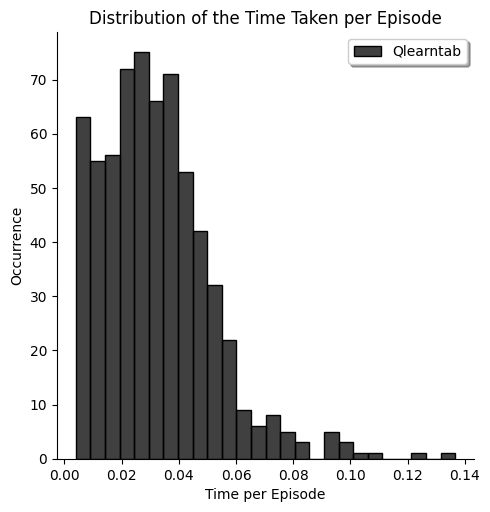 Distribution of the Time Taken per Episode
Qlearntab
70
60
50
40
30
20
10
0
Occurrence
0.00 0.02 0.04 0.06 0.08 0.10 0.12 0.14
Time per Episode